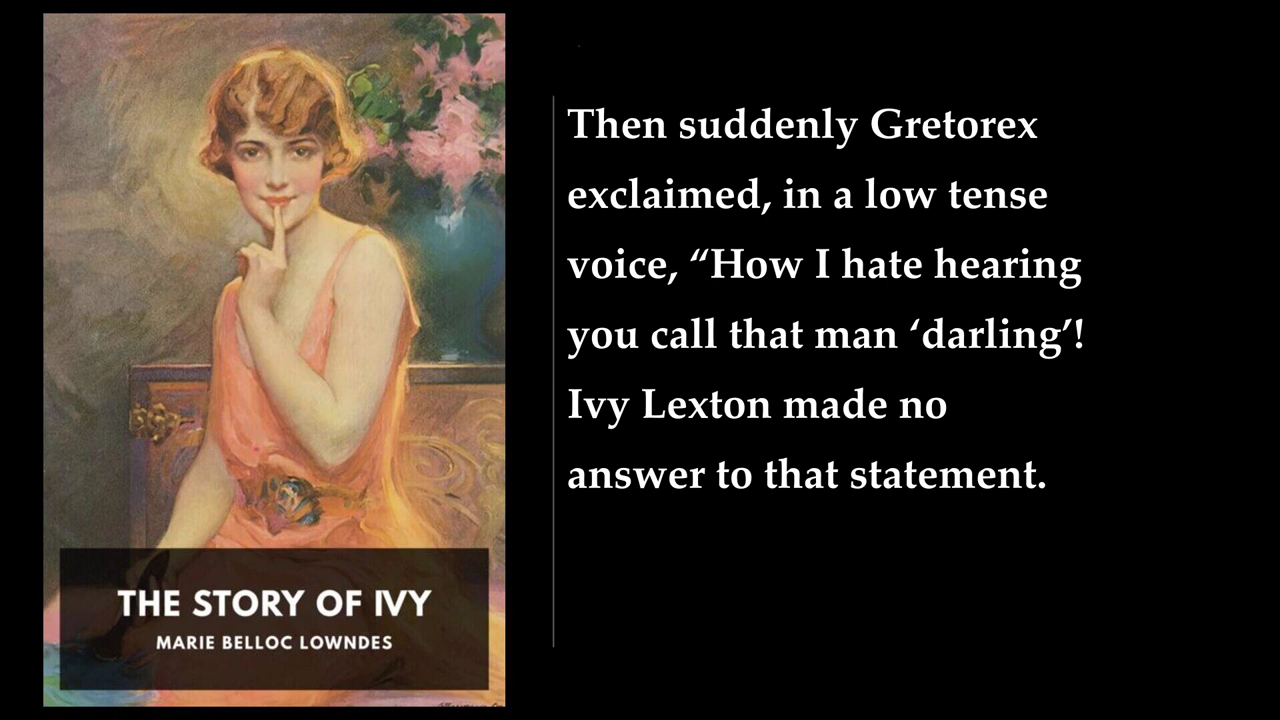 THE STORY OF IVY
MARIE BELLOC LOWNDES
Then suddenly Gretorex
exclaimed, in a low tense
voice, “How I hate hearing
you call that man ‘darling’!
Ivy Lexton made no
answer to that statement.